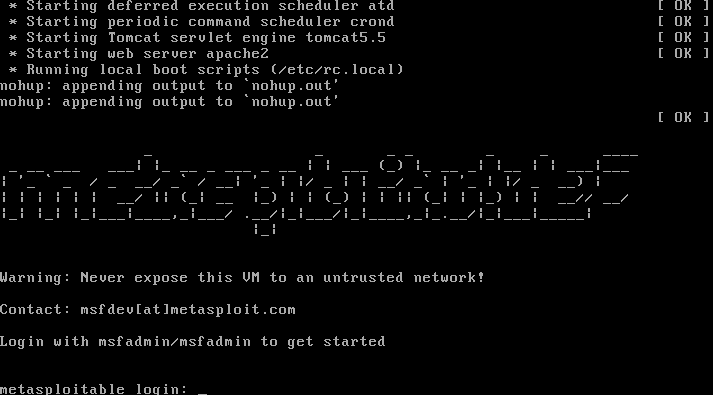 * Starting deferred execution scheduler atd [ OK ]
* Starting periodic command scheduler crond [ OK ]
* Starting Tomcat servlet engine tomcat5.5 [ OK ]
* Starting web server apache2 [ OK ]
* Running local boot scripts (/etc/rc.local)
nohup: appending output to `nohup.out'
nohup: appending output to `nohup.out'
[ OK ]
metasploitable2
Warning: Never expose this VM to an untrusted network!
Contact: msfdev[at]metasploit.com
Login with msfadmin/msfadmin to get started
metasploitable login: _